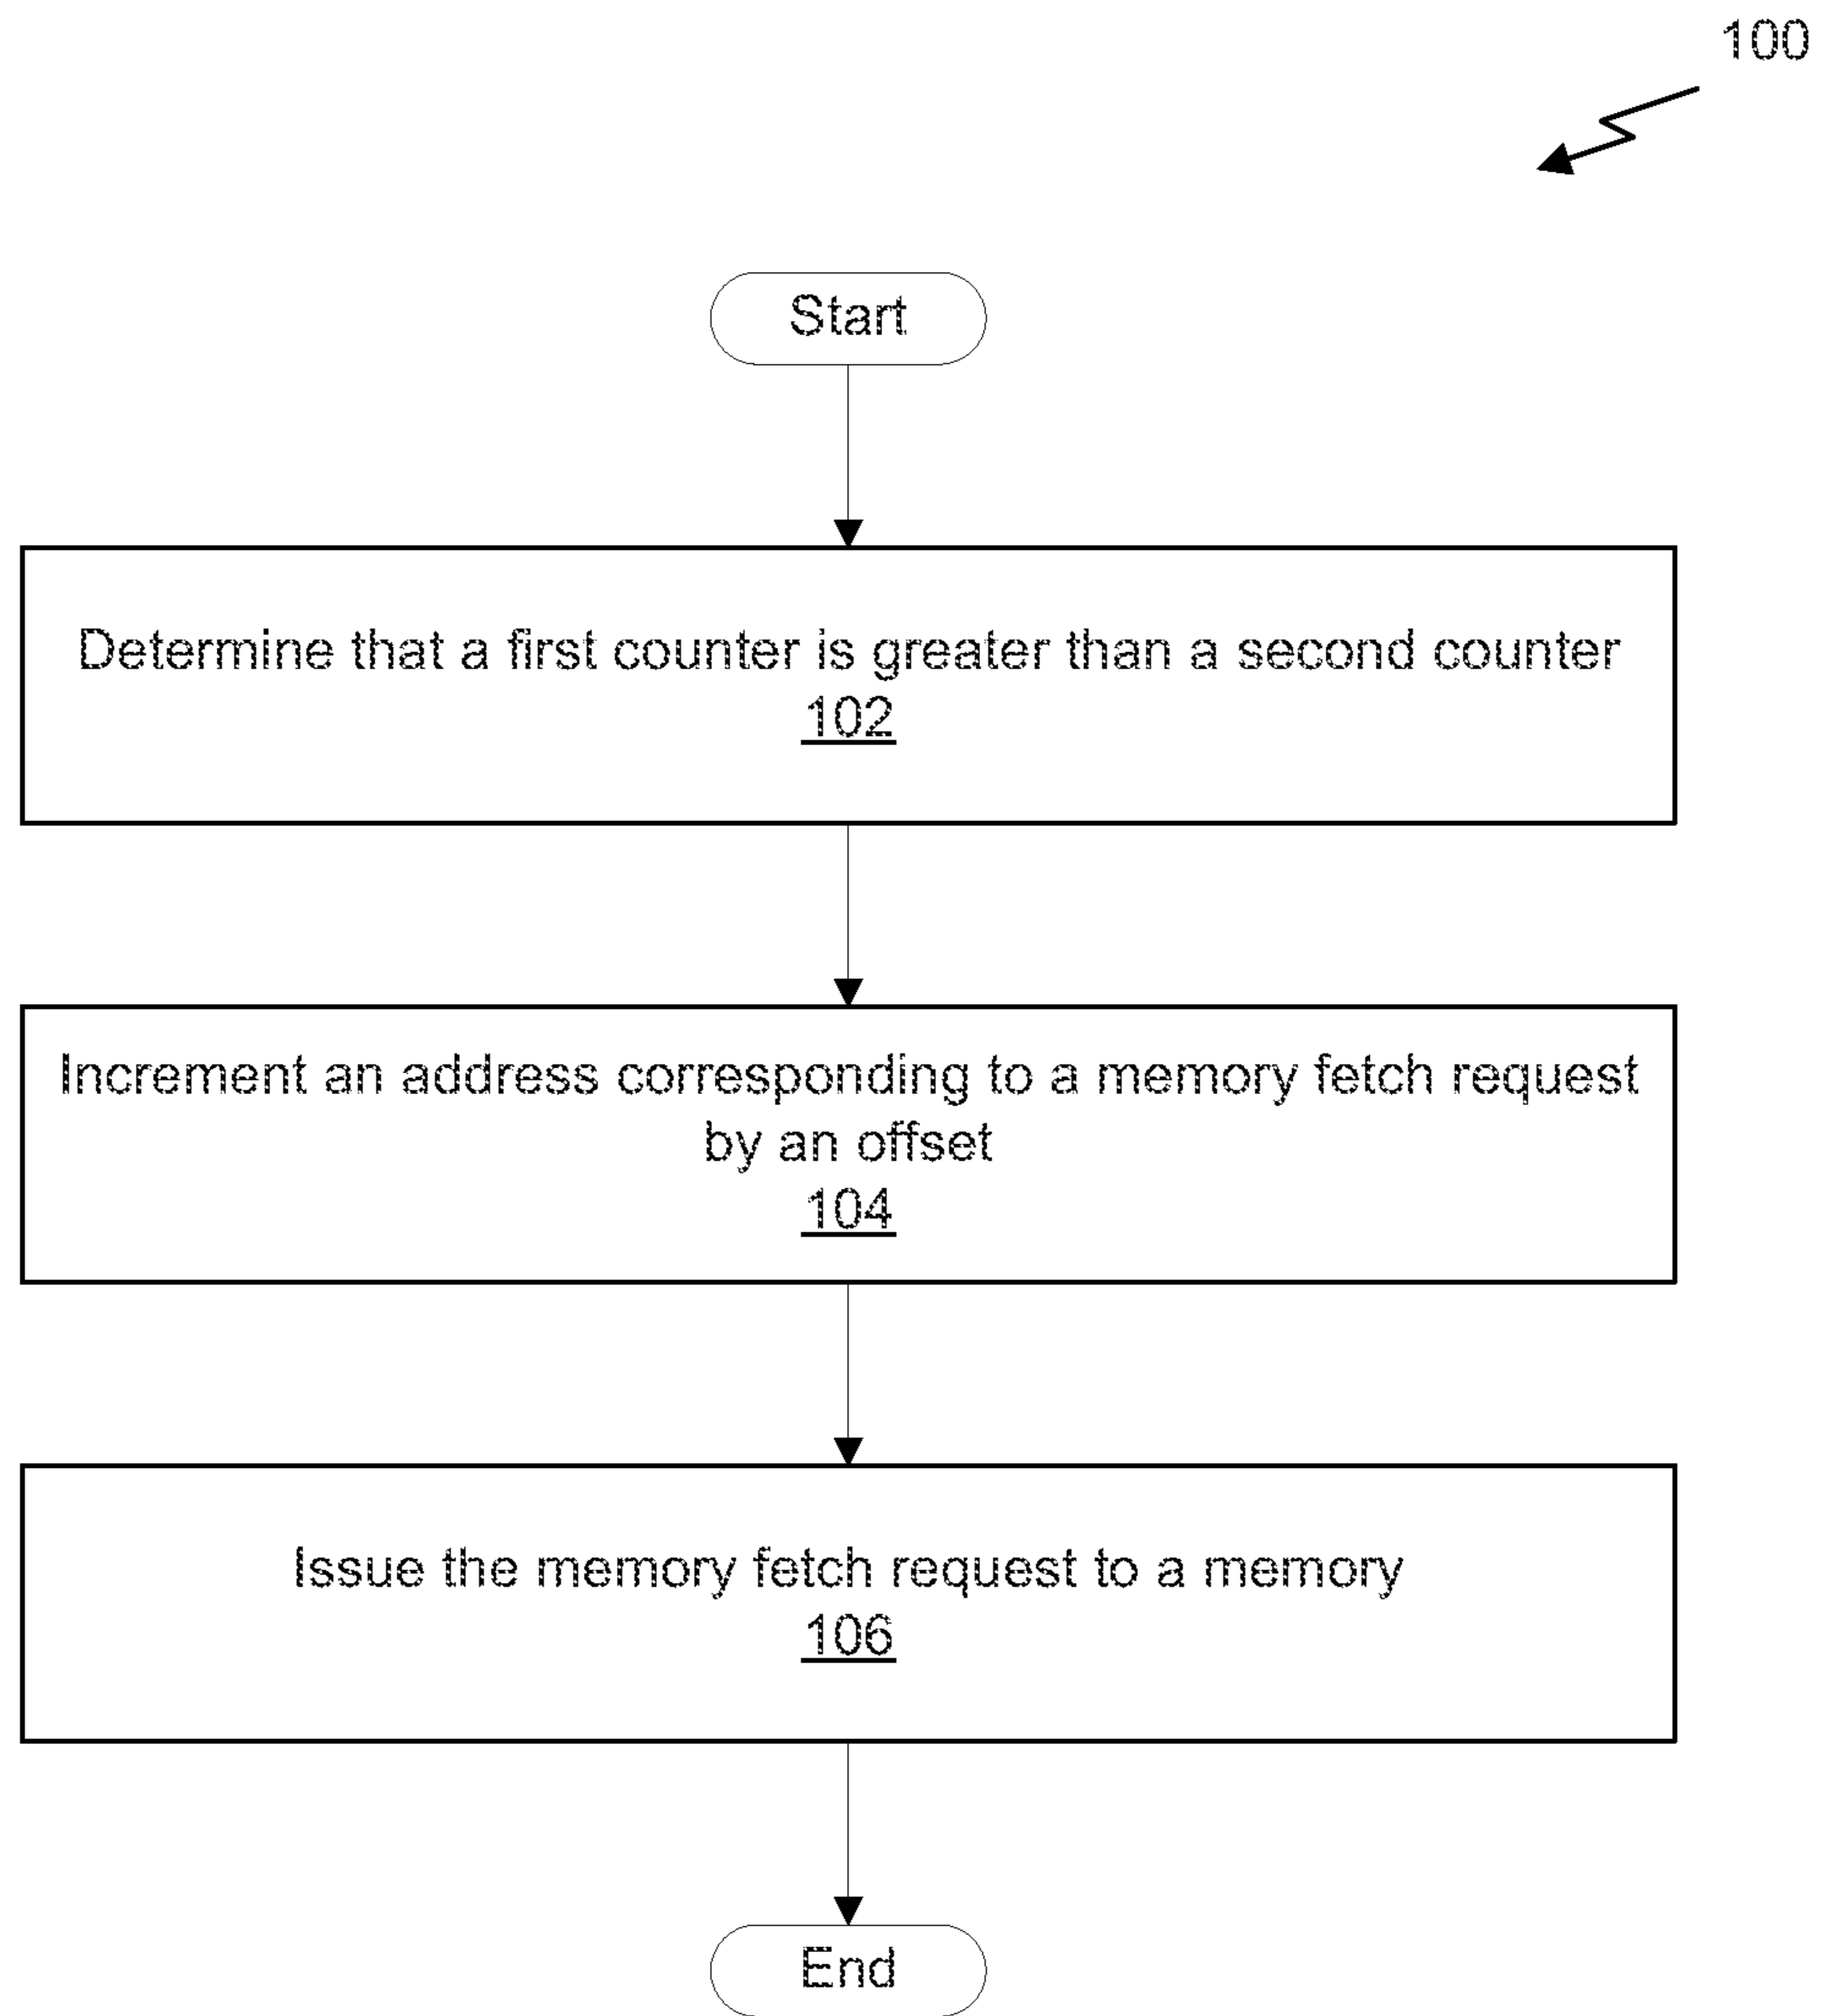 100
Start
Determine that a first counter is greater than a second counter
102
Increment an address corresponding to a memory fetch request
by an offset
104
Issue the memory fetch request to a memory
106
End